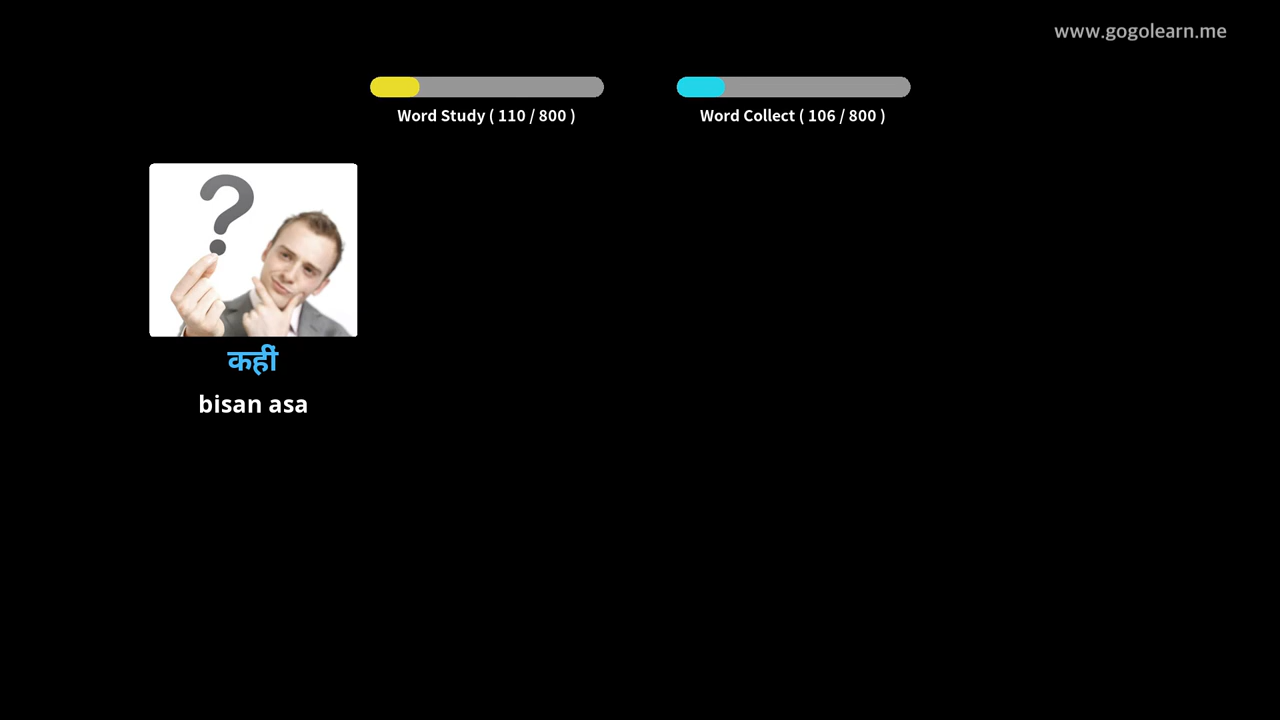 www.gogolearn.me
Word Study ( 110 / 800 )
Word Collect ( 106 / 800 )
?
कहीं
bisan asa